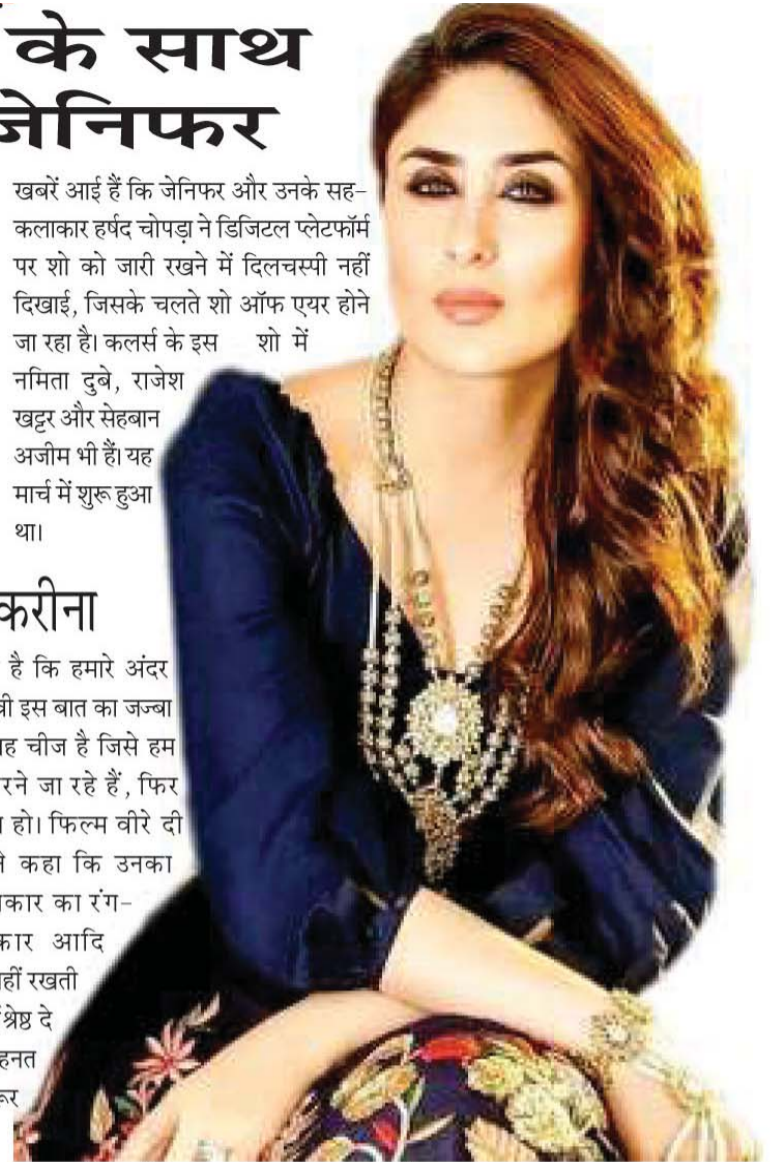 के साथ
जेनिफर
खबरें आई हैं कि जेनिफर और उनके सह-
कलाकार हर्षद चोपड़ा ने डिजिटल प्लेटफॉर्म
पर शो को जारी रखने में दिलचस्पी नहीं
दिखाई, जिसके चलते शो ऑफ एयर होने
जा रहा है। कलर्स के इस शो में
नमिता दुबे, राजेश
खट्टर और सेहबान
अजीम भी हैं। यह
मार्च में शुरू हुआ
था।
करीना
है कि हमारे अंदर
इस बात का जज्बा
चीज है जिसे हम
जा रहे हैं, फिर
हो। फिल्म वीरे दी
कहा कि उनका
का रंग-
आदि
रखती
श्रेष्ठ दे